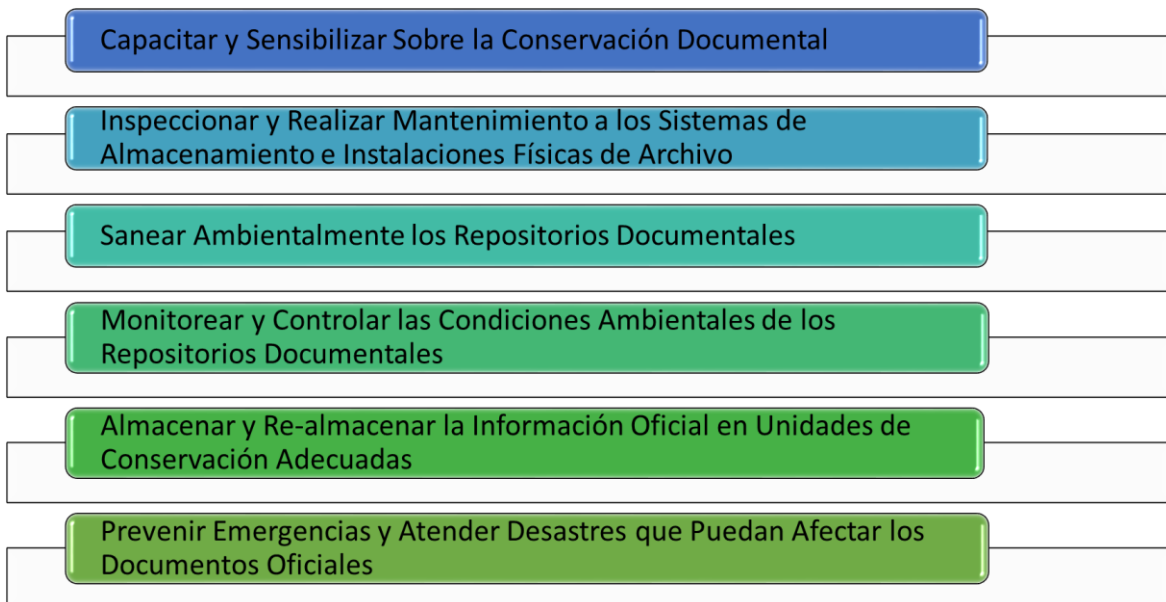 Capacitar y Sensibilizar Sobre la Conservación Documental
Inspeccionar y Realizar Mantenimiento a los Sistemas de
Almacenamiento e Instalaciones Físicas de Archivo
Sanear Ambientalmente los Repositorios Documentales
Monitorear y Controlar las Condiciones Ambientales de los
Repositorios Documentales
Almacenar y Re-almacenar la Información Oficial en Unidades de
Conservación Adecuadas
Prevenir Emergencias y Atender Desastres que Puedan Afectar los
Documentos Oficiales